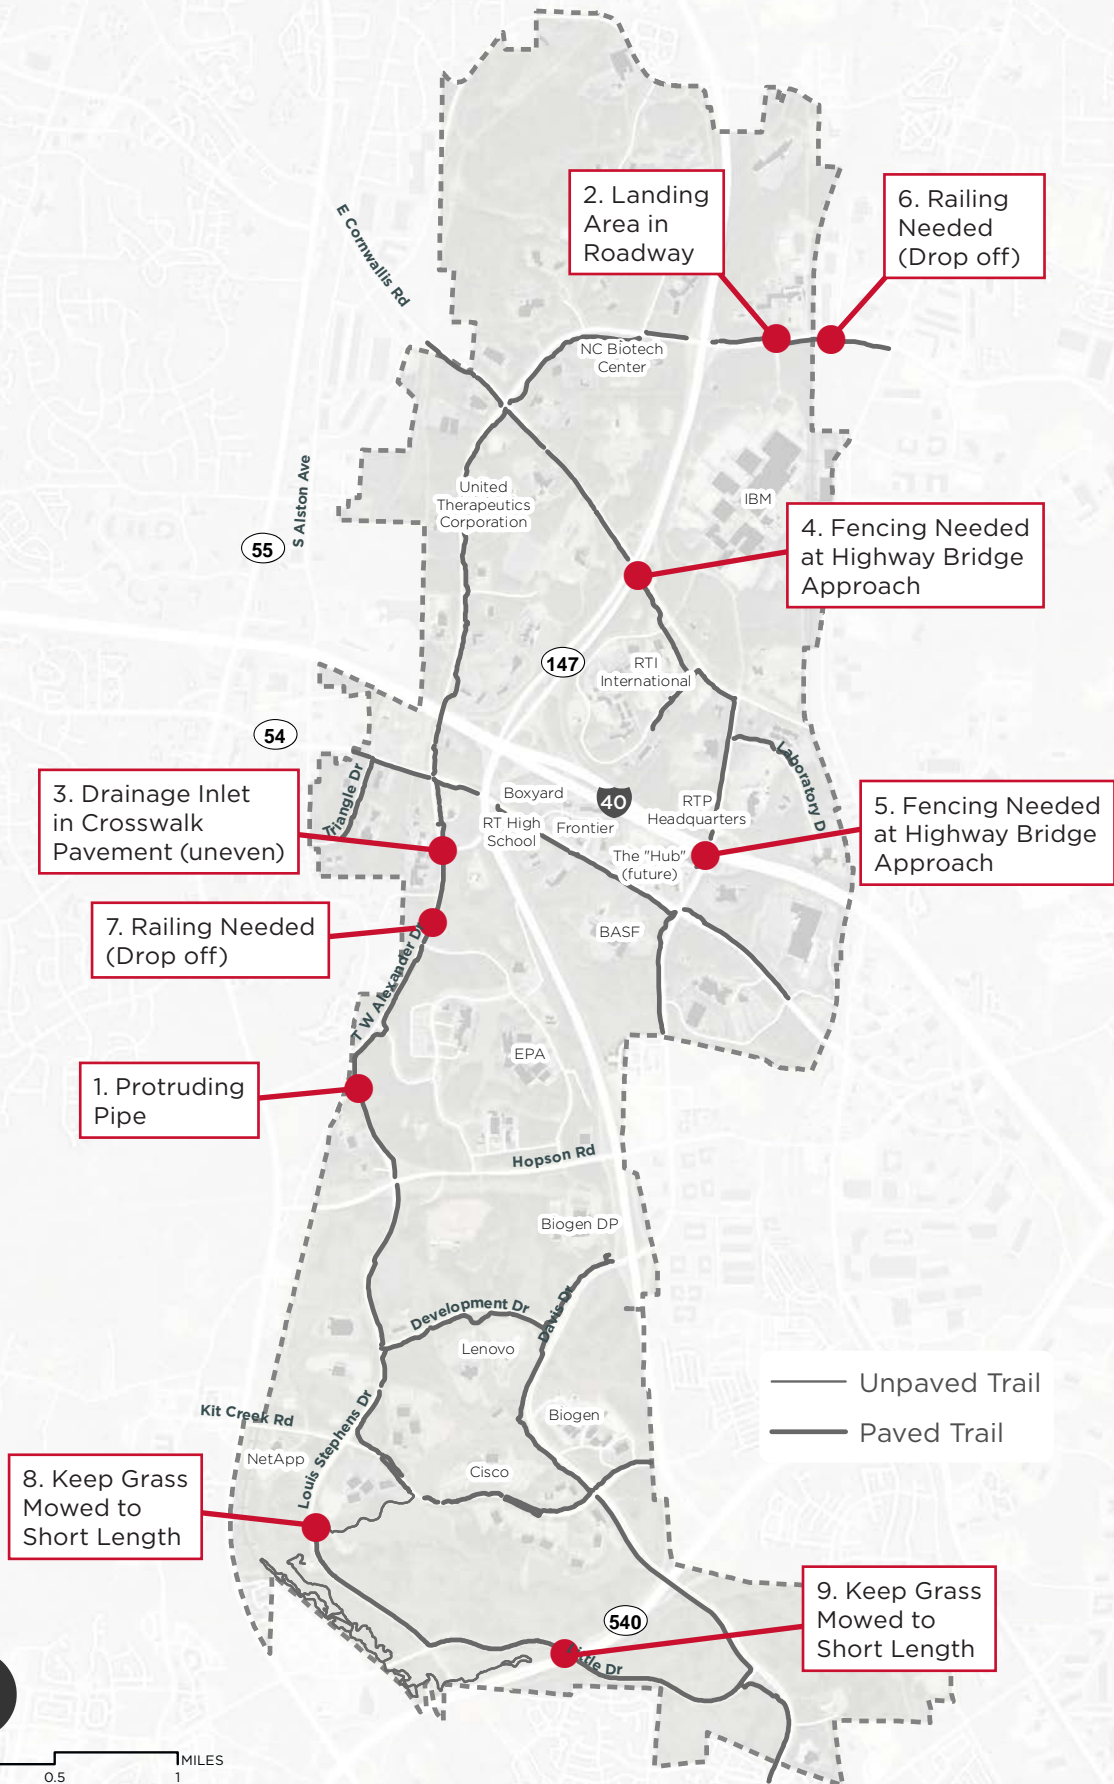 2. Landing
Area in
Roadway
6. Railing
Needed
(Drop off)
E Cornwallis Rd
NC Biotech
Center
S Alston Ave
United
Therapeutics
Corporation
IBM
55
4. Fencing Needed
at Highway Bridge
Approach
147
RTI
International
54
3. Drainage Inlet
in Crosswalk
Pavement (uneven)
Triangle Dr
Boxyard
40
RTP
Headquarters
Laboratory D
RT High
School
Frontier
The "Hub"
(future)
5. Fencing Needed
at Highway Bridge
Approach
7. Railing Needed
(Drop off)
BASF
T W Alexander Dr
EPA
1. Protruding
Pipe
Hopson Rd
Biogen DP
Development Dr
Davis Dr
Lenovo
Unpaved Trail
Paved Trail
Kit Creek Rd
Louis Stephens Dr
Biogen
NetApp
Cisco
8. Keep Grass
Mowed to
Short Length
9. Keep Grass
Mowed to
Short Length
540
Dr
MILES
0.5
1